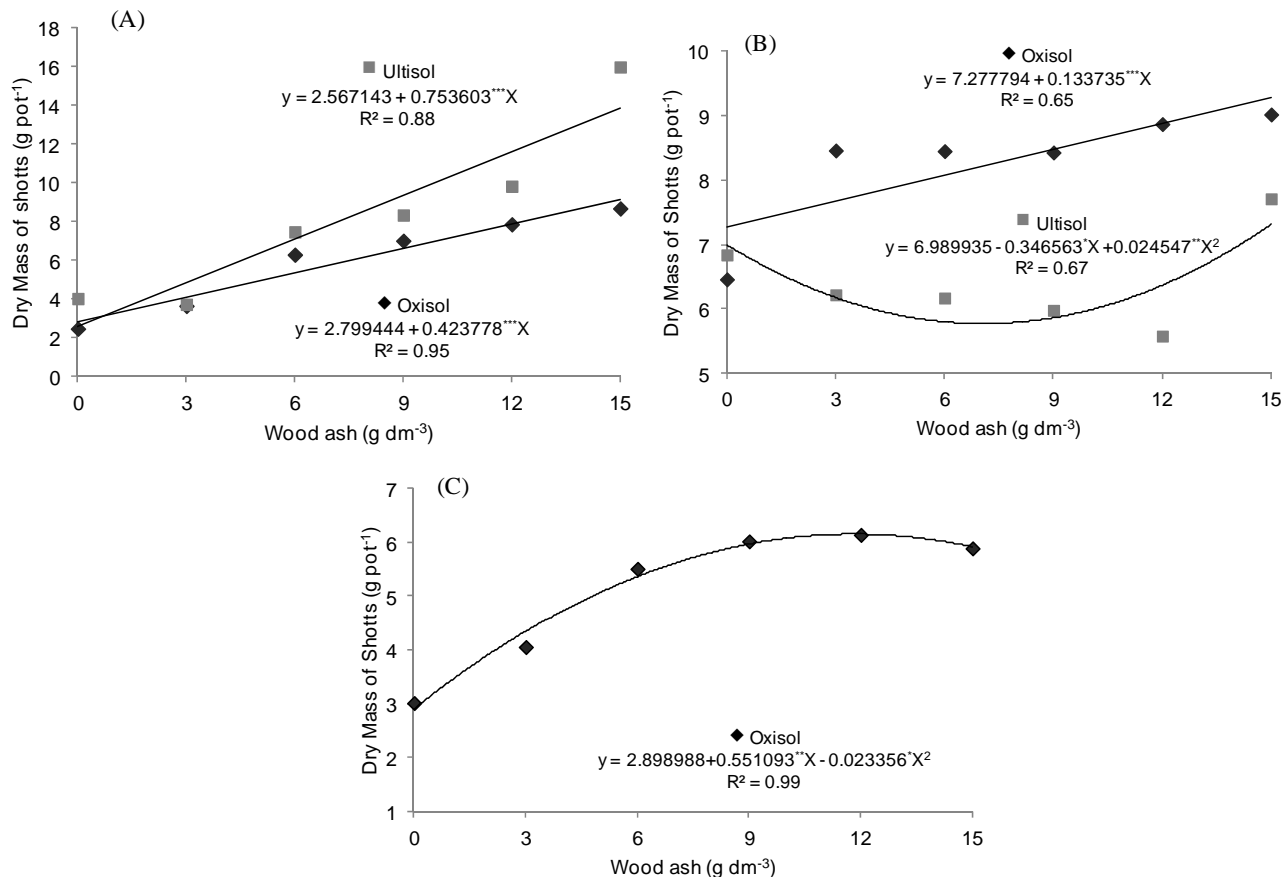 (A)
Dry Mass of shotts (g pot-1)
18
16
14
12
10
8
6
4
2
0
Ultisol
y = 2.567143 + 0.753603***X
R² = 0.88
Oxisol
y = 2.799444 + 0.423778***X
R² = 0.95
0 3 6 9 12 15
Wood ash (g dm-3)
(B)
Dry Mass of Shotts (g pot-1)
10
9
8
7
6
5
Oxisol
y = 7.277794 + 0.133735***X
R² = 0.65
Ultisol
y = 6.989935 - 0.346563*X + 0.024547**X2
R² = 0.67
0 3 6 9 12 15
Wood ash (g dm-3)
(C)
Dry Mass of Shotts (g pot-1)
7
6
5
4
3
2
1
Oxisol
y = 2.898988+0.551093**X - 0.023356*X2
R² = 0.99
0 3 6 9 12 15
Wood ash (g dm-3)